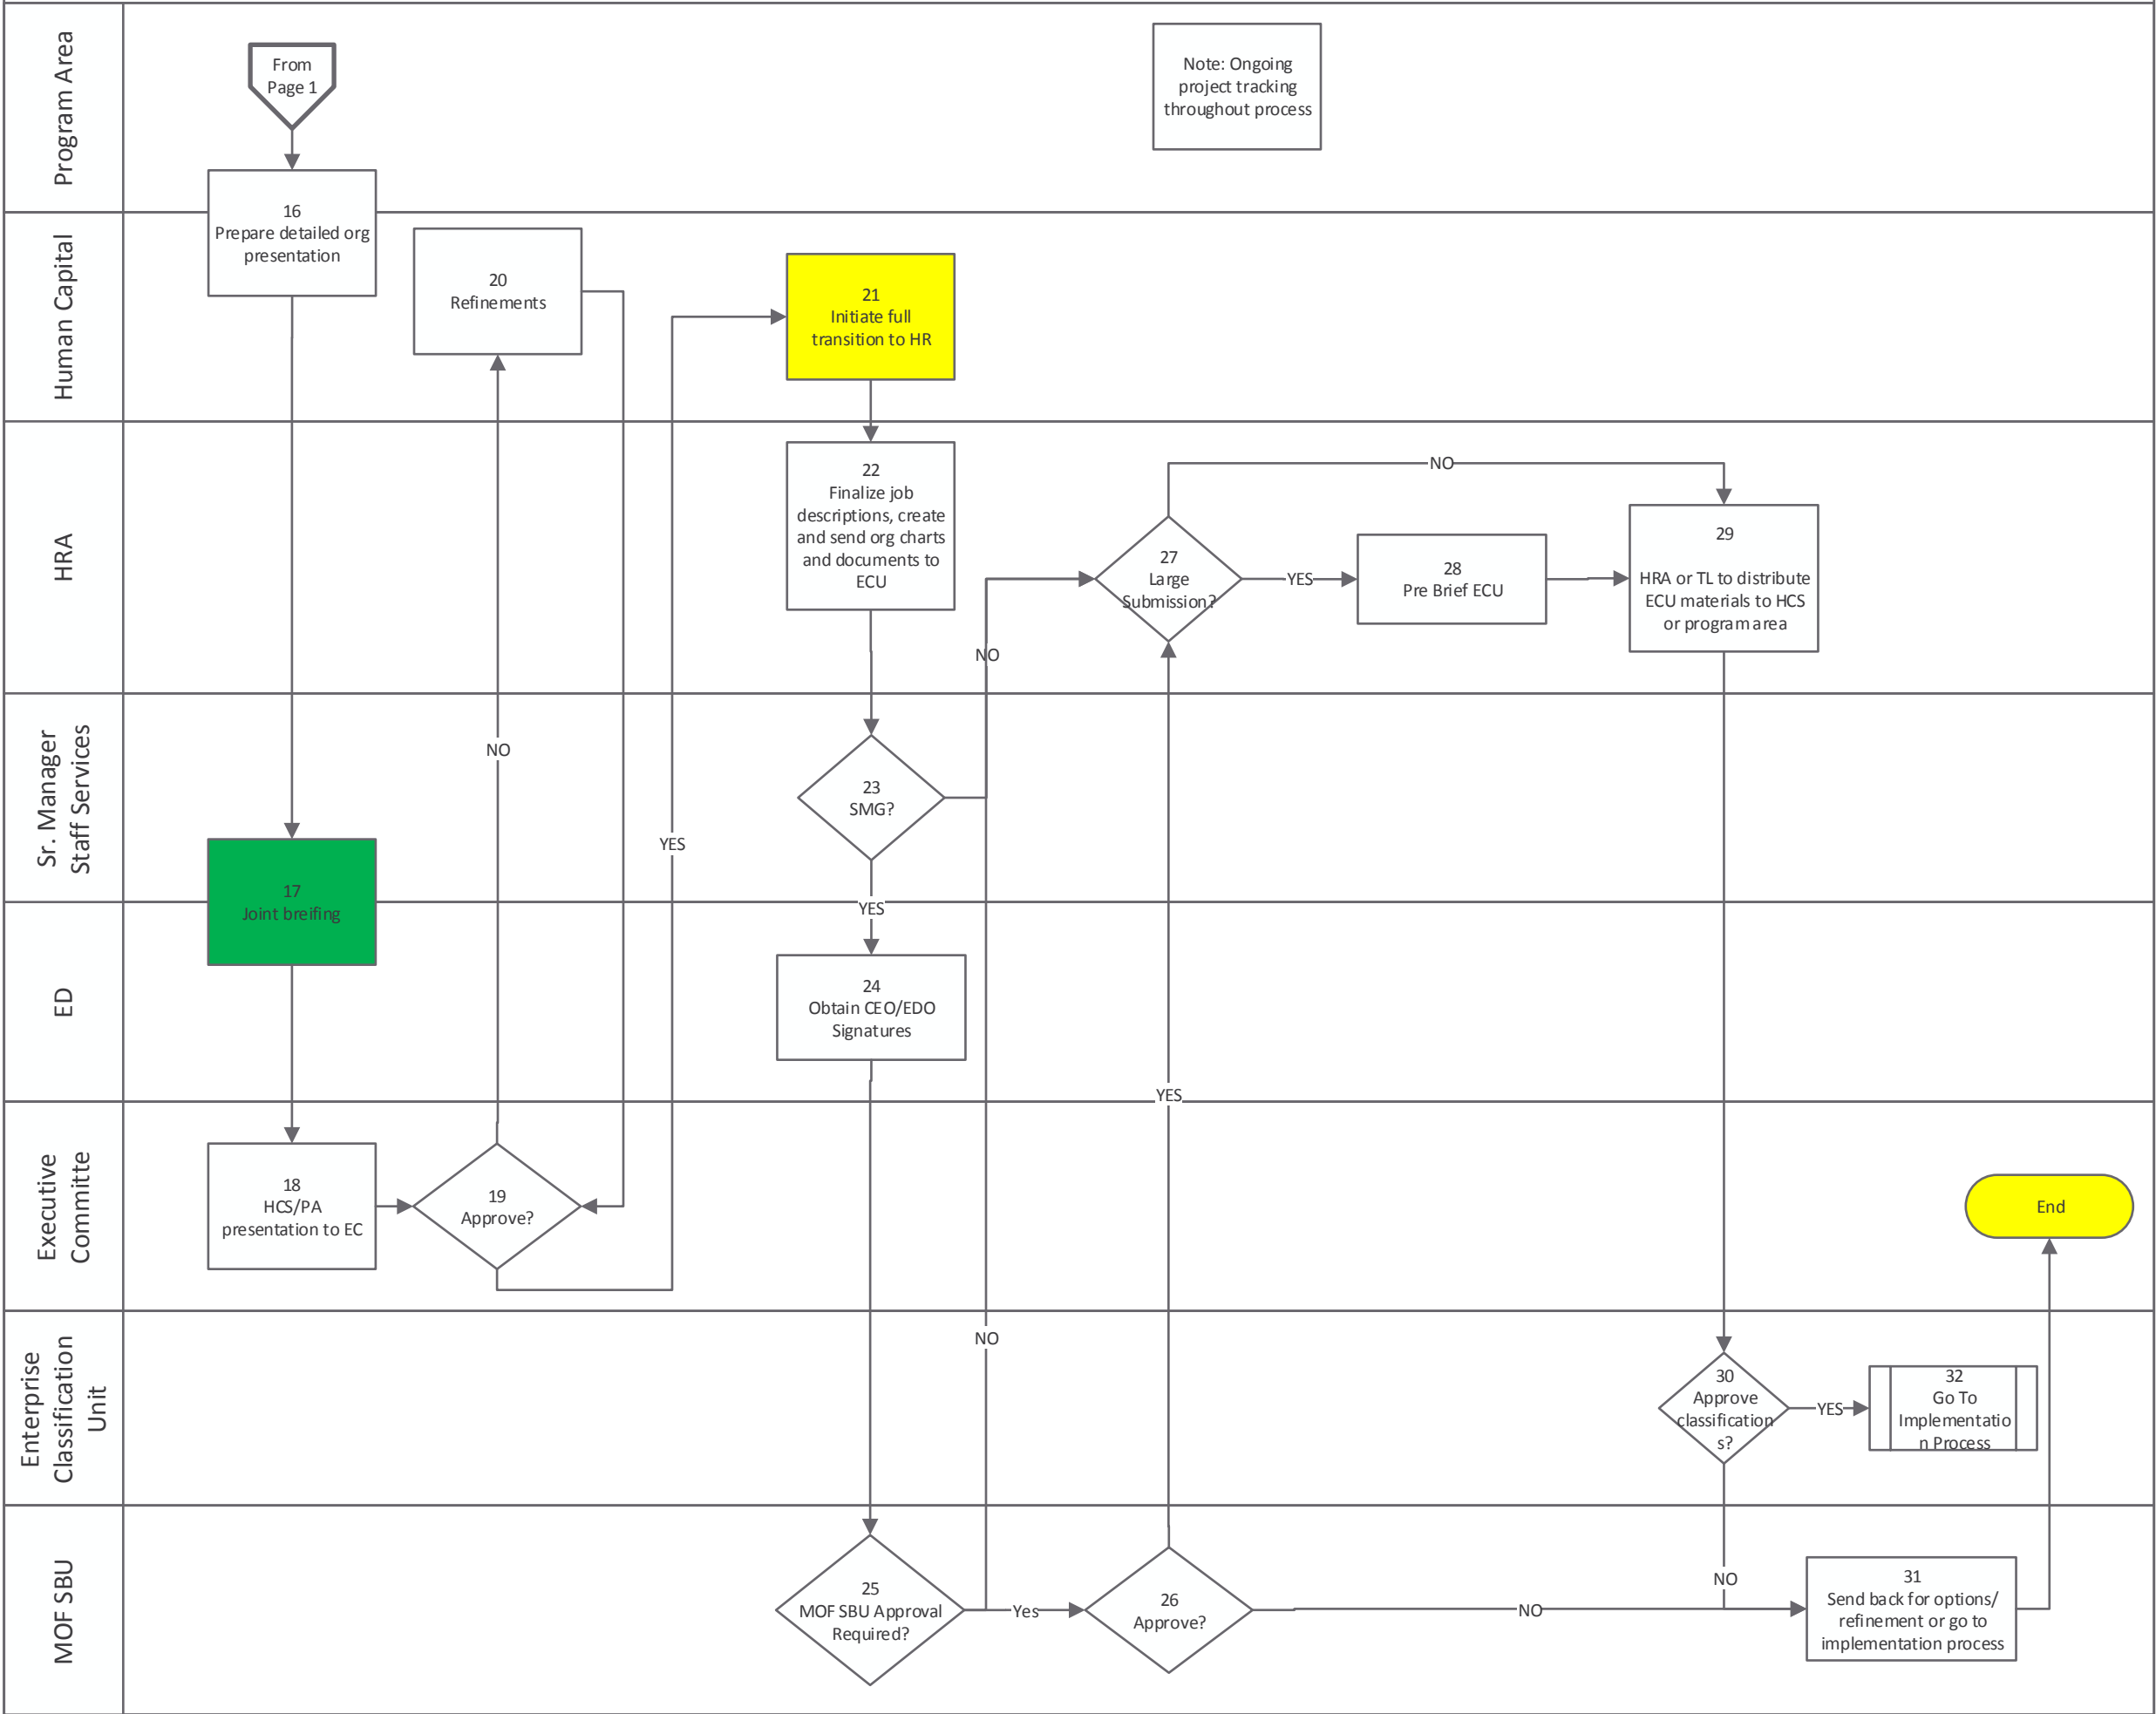 Program Area
From
Page 1
Note: Ongoing
project tracking
throughout process
16
Prepare detailed org
presentation
Human Capital
20
Refinements
21
Initiate full
transition to HR
HRA
22
Finalize job
descriptions, create
and send org charts
and documents to
ECU
NO
27
Large
Submission?
YES
28
Pre Brief ECU
29
HRA or TL to distribute
ECU materials to HCS
or program area
NO
Sr. Manager
Staff Services
NO
23
SMG?
YES
17
Joint breifing
YES
ED
24
Obtain CEO/EDO
Signatures
YES
Executive
Committe
18
HCS/PA
presentation to EC
19
Approve?
End
Enterprise
Classification
Unit
NO
30
Approve
classification
s?
YES
32
Go To
Implementatio
n Process
MOF SBU
25
MOF SBU Approval
Required?
Yes
26
Approve?
NO
NO
31
Send back for options/
refinement or go to
implementation process